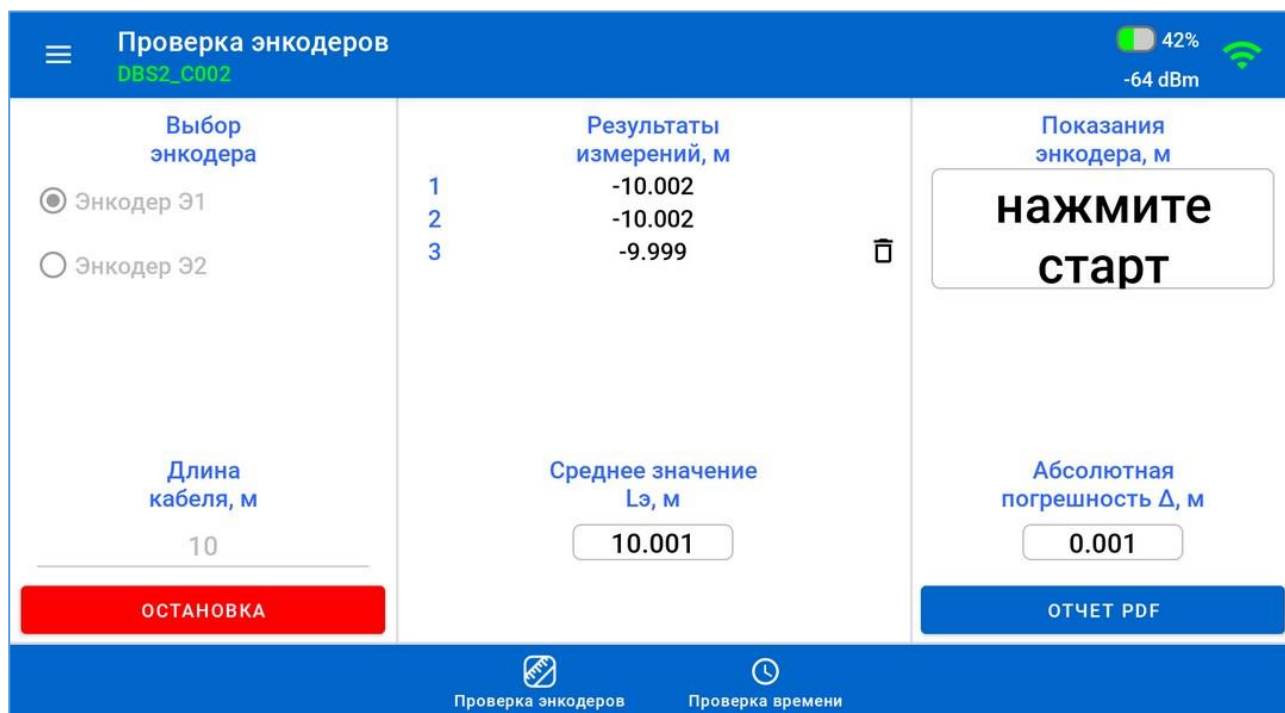 Проверка энкодеров
DBS2_C002
42%
-64 dBm
Выбор
энкодера
Энкодер Э1
Энкодер Э2
Длина
кабеля, м
10
ОСТАНОВКА
Результаты
измерений, м
1 -10.002
2 -10.002
3 -9.999
Среднее значение
Lэ, м
10.001
Показания
энкодера, м
нажмите
старт
Абсолютная
погрешность Δ, м
0.001
ОТЧЕТ PDF
Проверка энкодеров
Проверка времени